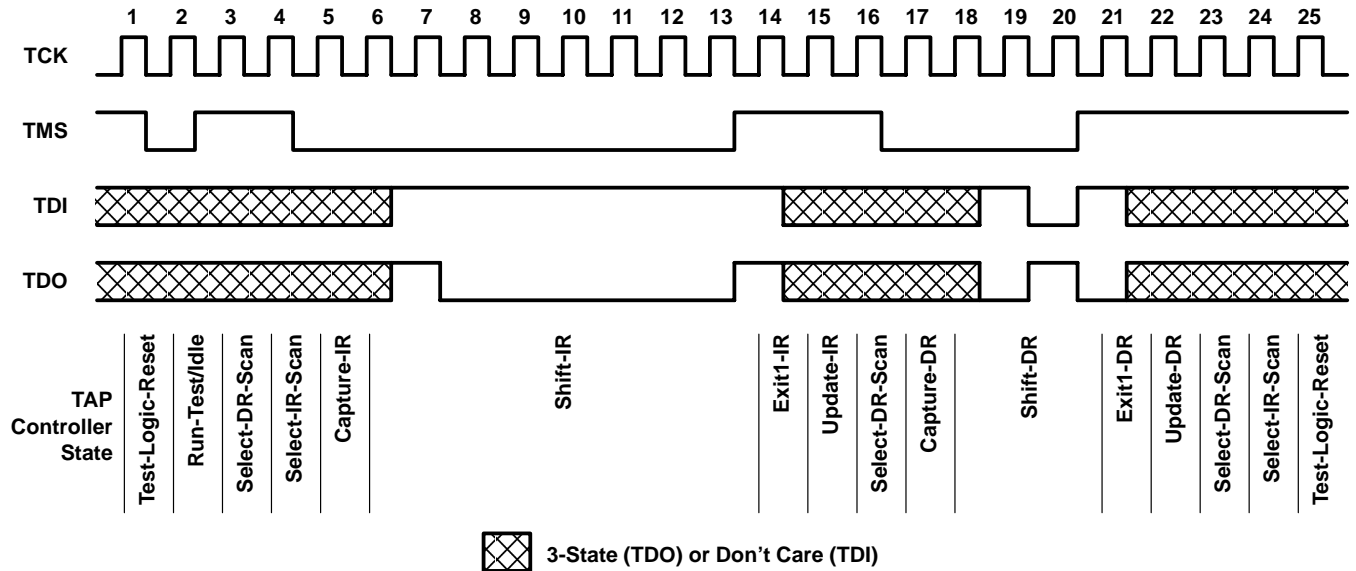 1 2 3 4 5 6 7 8 9 10 11 12 13 14 15 16 17 18 19 20 21 22 23 24 25
TCK
TMS
TDI
TDO
TAP
Controller
State
Test-Logic-Reset
Run-Test/Idle
Select-DR-Scan
Select-IR-Scan
Capture-IR
Shift-IR
Exit1-IR
Update-IR
Select-DR-Scan
Capture-DR
Shift-DR
Exit1-DR
Update-DR
Select-DR-Scan
Select-IR-Scan
Test-Logic-Reset
3-State (TDO) or Don’t Care (TDI)